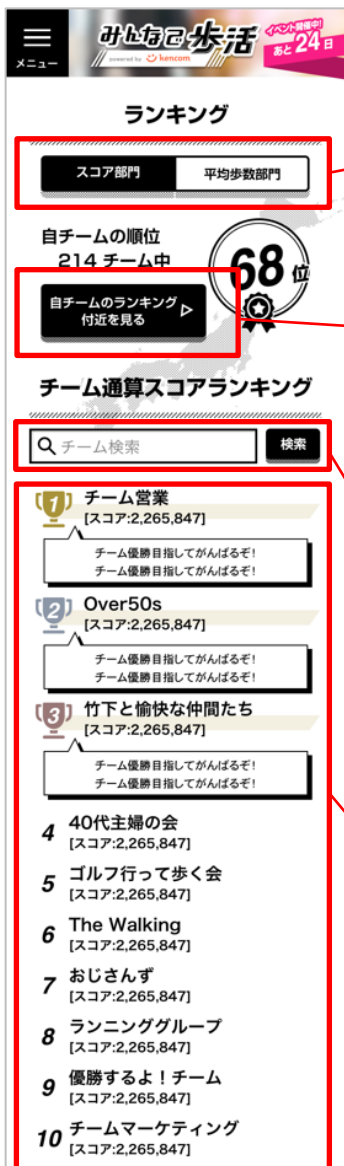 メニュー
みんなで歩活
powered by kencom
イベント開催中!
あと24日
ランキング
スコア部門
平均歩数部門
自チームの順位
214 チーム中
68位
自チームのランキング
付近を見る
チーム通算スコアランキング
チーム検索
検索
1 チーム営業
[スコア:2,265,847]
チーム優勝目指してがんばるぞ!
チーム優勝目指してがんばるぞ!
2 Over50s
[スコア:2,265,847]
チーム優勝目指してがんばるぞ!
チーム優勝目指してがんばるぞ!
3 竹下と愉快な仲間たち
[スコア:2,265,847]
チーム優勝目指してがんばるぞ!
チーム優勝目指してがんばるぞ!
4 40代主婦の会
[スコア:2,265,847]
5 ゴルフ行って歩く会
[スコア:2,265,847]
6 The Walking
[スコア:2,265,847]
7 おじさんず
[スコア:2,265,847]
8 ランニンググループ
[スコア:2,265,847]
9 優勝するよ！チーム
[スコア:2,265,847]
10 チームマーケティング
[スコア:2,265,847]